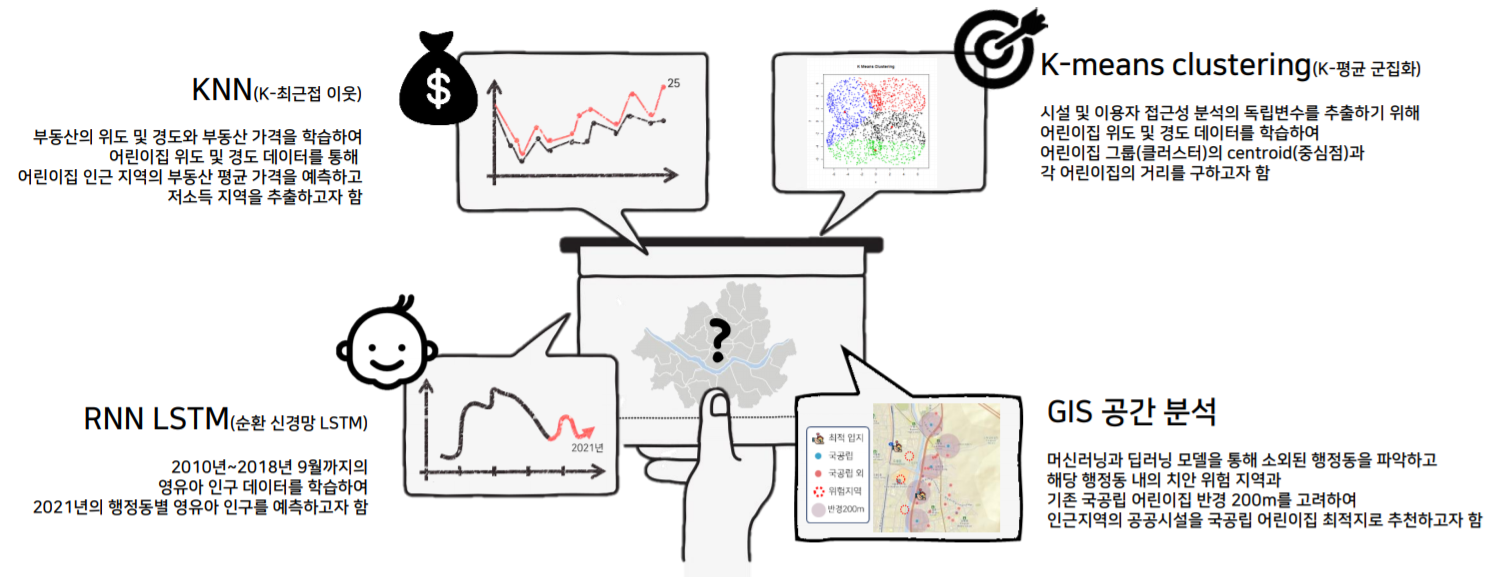 KNN(K-최근접 이웃)
부동산의 위도 및 경도와 부동산 가격을 학습하여
어린이집 위도 및 경도 데이터를 통해
어린이집 인근 지역의 부동산 평균 가격을 예측하고
저소득 지역을 추출하고자 함
$
25
K Means Clustering
K-means clustering(K-평균 군집화)
시설 및 이용자 접근성 분석의 독립변수를 추출하기 위해
어린이집 위도 및 경도 데이터를 학습하여
어린이집 그룹(클러스터)의 centroid(중심점)과
각 어린이집의 거리를 구하고자 함
?
RNN LSTM(순환 신경망 LSTM)
2010년~2018년 9월까지의
영유아 인구 데이터를 학습하여
2021년의 행정동별 영유아 인구를 예측하고자 함
2021년
최적 입지
국공립
국공립 외
위험지역
반경200m
GIS 공간 분석
머신러닝과 딥러닝 모델을 통해 소외된 행정동을 파악하고
해당 행정동 내의 치안 위험 지역과
기존 국공립 어린이집 반경 200m를 고려하여
인근지역의 공공시설을 국공립 어린이집 최적지로 추천하고자 함